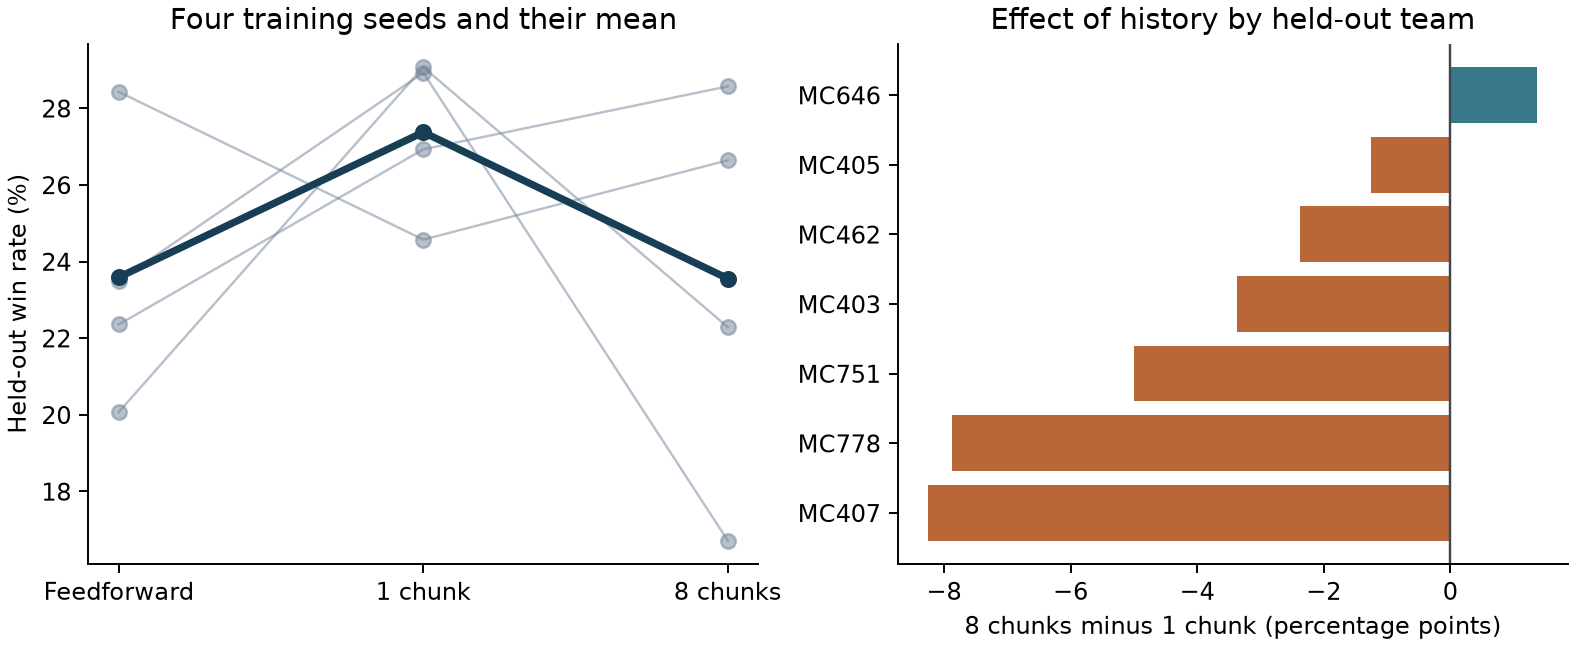 Four training seeds and their mean
Held-out win rate (%)
28
26
24
22
20
18
Feedforward
1 chunk
8 chunks
Effect of history by held-out team
MC646
MC405
MC462
MC403
MC751
MC778
MC407
−8
−6
−4
−2
0
8 chunks minus 1 chunk (percentage points)